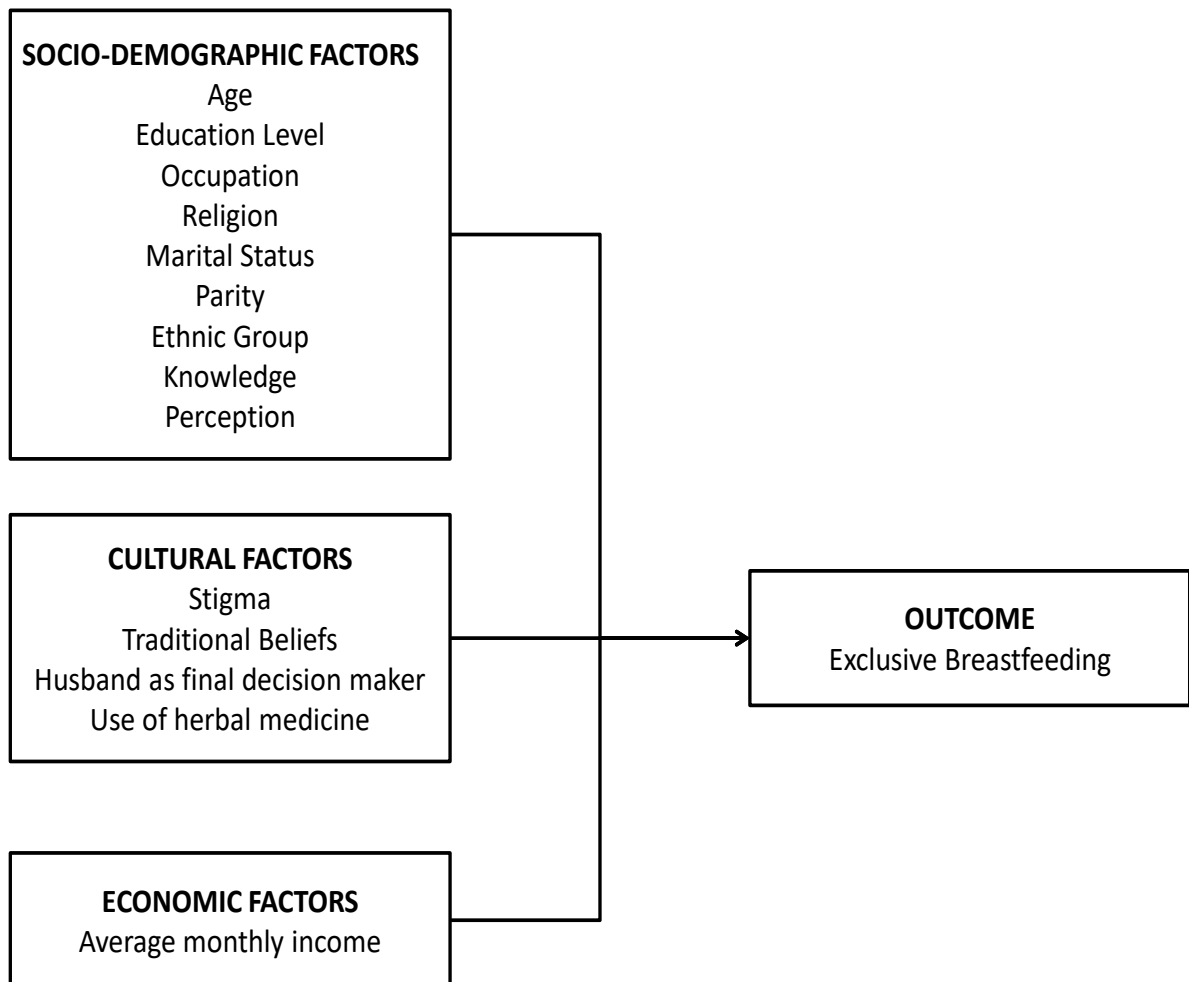 SOCIO-DEMOGRAPHIC FACTORS
Age
Education Level
Occupation
Religion
Marital Status
Parity
Ethnic Group
Knowledge
Perception
CULTURAL FACTORS
Stigma
Traditional Beliefs
Husband as final decision maker
Use of herbal medicine
ECONOMIC FACTORS
Average monthly income
OUTCOME
Exclusive Breastfeeding